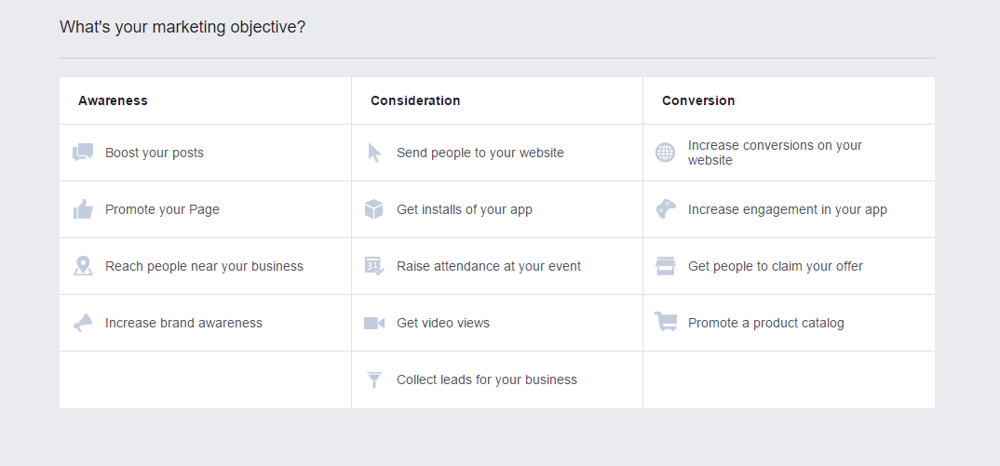 What's your marketing objective?
Awareness
Consideration
Conversion
Boost your posts
Send people to your website
Increase conversions on your
website
Promote your Page
Get installs of your app
Increase engagement in your app
Reach people near your business
31
Raise attendance at your event
Get people to claim your offer
Increase brand awareness
Get video views
Promote a product catalog
Collect leads for your business